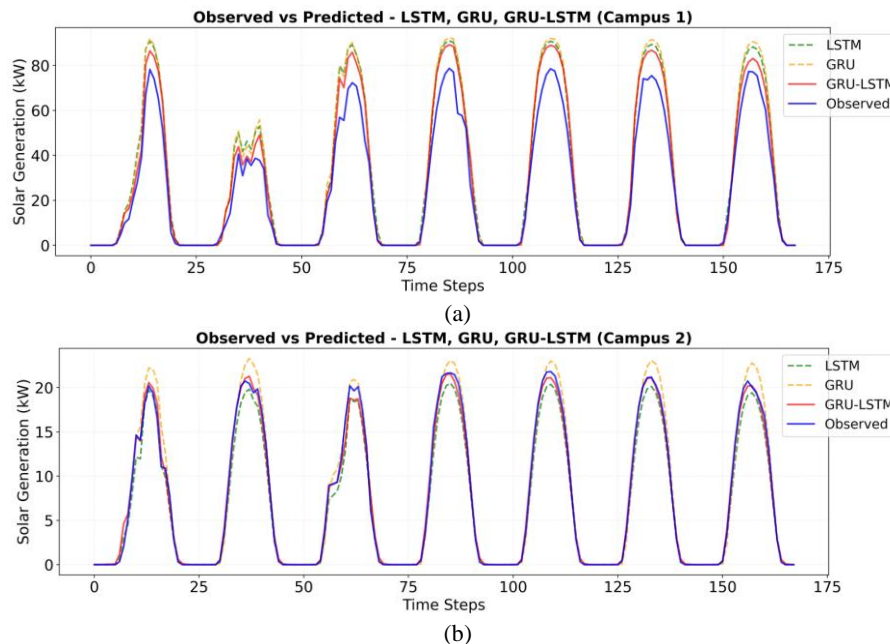 Observed vs Predicted - LSTM, GRU, GRU-LSTM (Campus 1)
Solar Generation (kW)
80
60
40
20
0
0 25 50 75 100 125 150 175
Time Steps
LSTM
GRU
GRU-LSTM
Observed
(a)
Observed vs Predicted - LSTM, GRU, GRU-LSTM (Campus 2)
Solar Generation (kW)
20
15
10
5
0
0 25 50 75 100 125 150 175
Time Steps
LSTM
GRU
GRU-LSTM
Observed
(b)